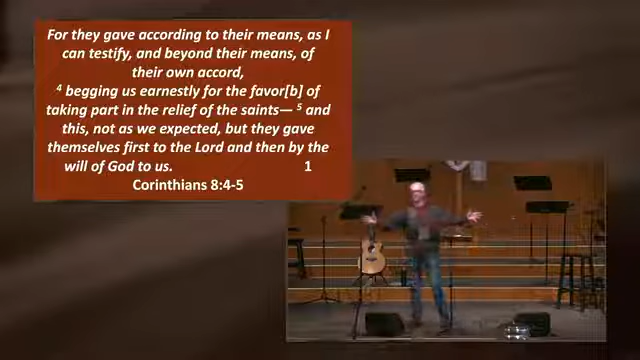 For they gave according to their means, as I
can testify, and beyond their means, of
their own accord,
⁴ begging us earnestly for the favor[b] of
taking part in the relief of the saints— ⁵ and
this, not as we expected, but they gave
themselves first to the Lord and then by the
will of God to us. 1
Corinthians 8:4-5